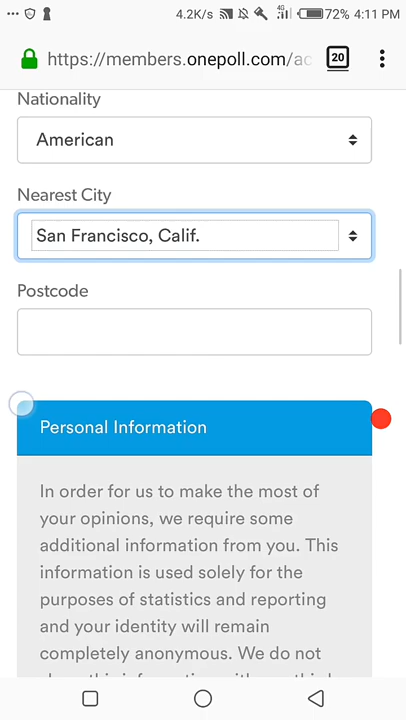 4.2K/s 4G 72% 4:11 PM
https://members.onepoll.com/ac
20
Nationality
American
Nearest City
San Francisco, Calif.
Postcode
Personal Information
In order for us to make the most of
your opinions, we require some
additional information from you. This
information is used solely for the
purposes of statistics and reporting
and your identity will remain
completely anonymous. We do not